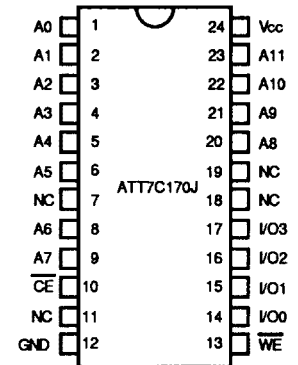 A0 1 24 Vcc
A1 2 23 A11
A2 3 22 A10
A3 4 21 A9
A4 5 20 A8
A5 6 19 NC
ATT7C170J
NC 7 18 NC
A6 8 17 I/O3
A7 9 16 I/O2
C̅E̅ 10 15 I/O1
NC 11 14 I/O0
GND 12 13 W̅E̅